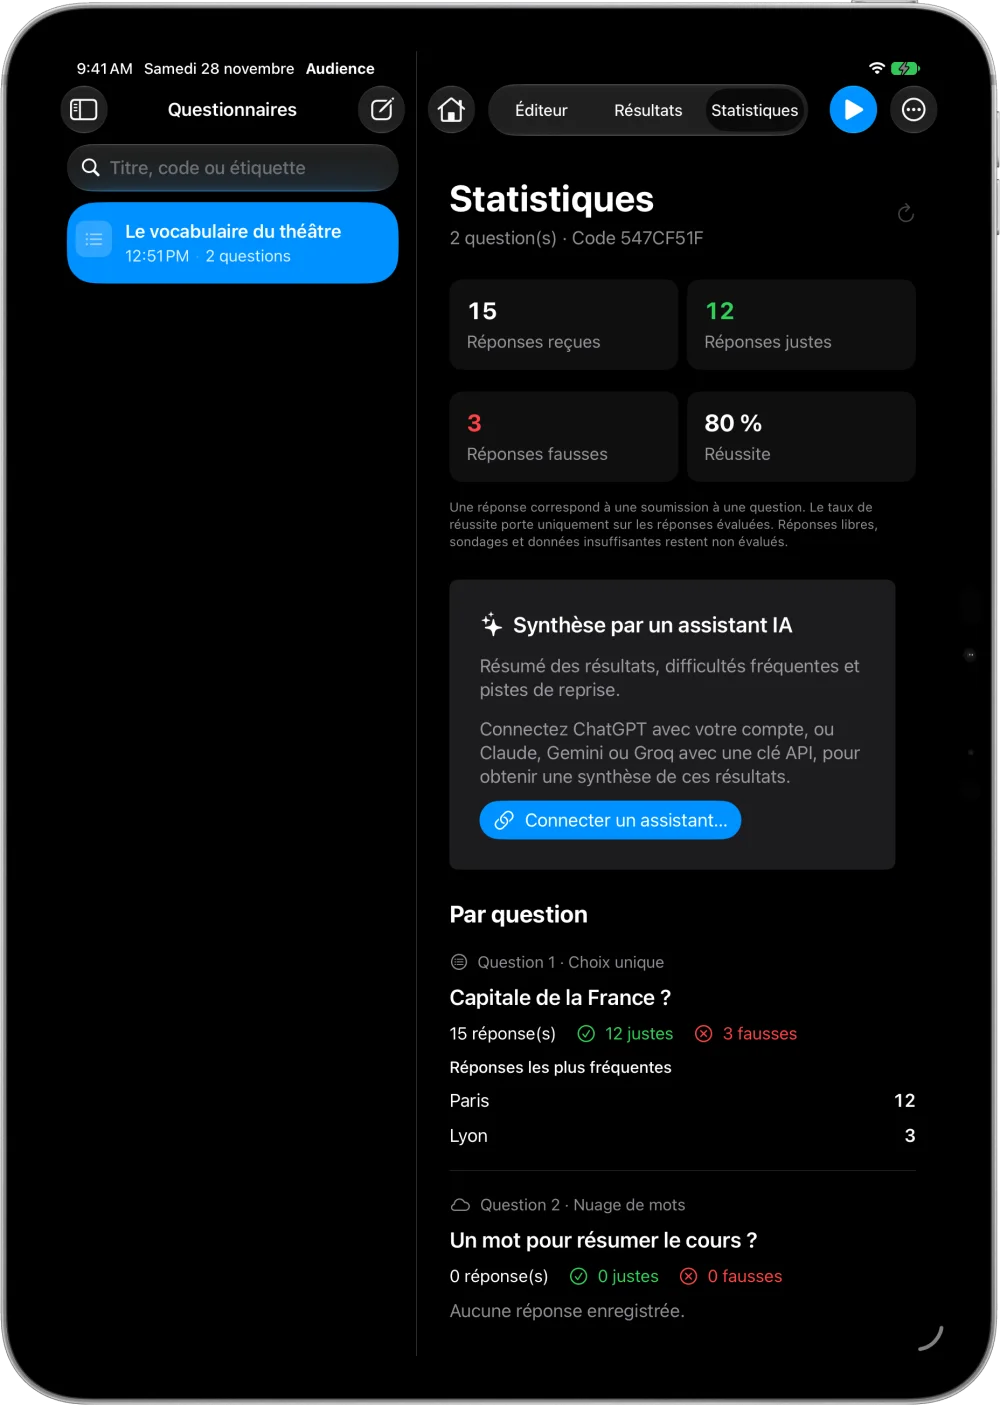 9:41 AM Samedi 28 novembre Audience
Questionnaires
Titre, code ou étiquette
Le vocabulaire du théâtre
12:51 PM · 2 questions
Éditeur Résultats Statistiques
Statistiques
2 question(s) · Code 547CF51F
15
Réponses reçues
12
Réponses justes
3
Réponses fausses
80 %
Réussite
Une réponse correspond à une soumission à une question. Le taux de
réussite porte uniquement sur les réponses évaluées. Réponses libres,
sondages et données insuffisantes restent non évalués.
Synthèse par un assistant IA
Résumé des résultats, difficultés fréquentes et
pistes de reprise.
Connectez ChatGPT avec votre compte, ou
Claude, Gemini ou Groq avec une clé API, pour
obtenir une synthèse de ces résultats.
Connecter un assistant...
Par question
Question 1 · Choix unique
Capitale de la France ?
15 réponse(s) 12 justes 3 fausses
Réponses les plus fréquentes
Paris 12
Lyon 3
Question 2 · Nuage de mots
Un mot pour résumer le cours ?
0 réponse(s) 0 justes 0 fausses
Aucune réponse enregistrée.